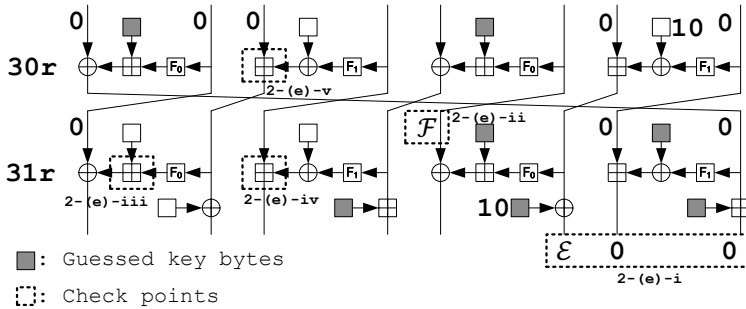 0 0 0 10 0
30r F₀ F₁ F₀ F₁
2-(e)-v
0 ℱ 2-(e)-ii 0 0
31r F₀ F₁ F₀ F₁
2-(e)-iii 2-(e)-iv 10
ℰ 0 0
2-(e)-i
: Guessed key bytes
: Check points